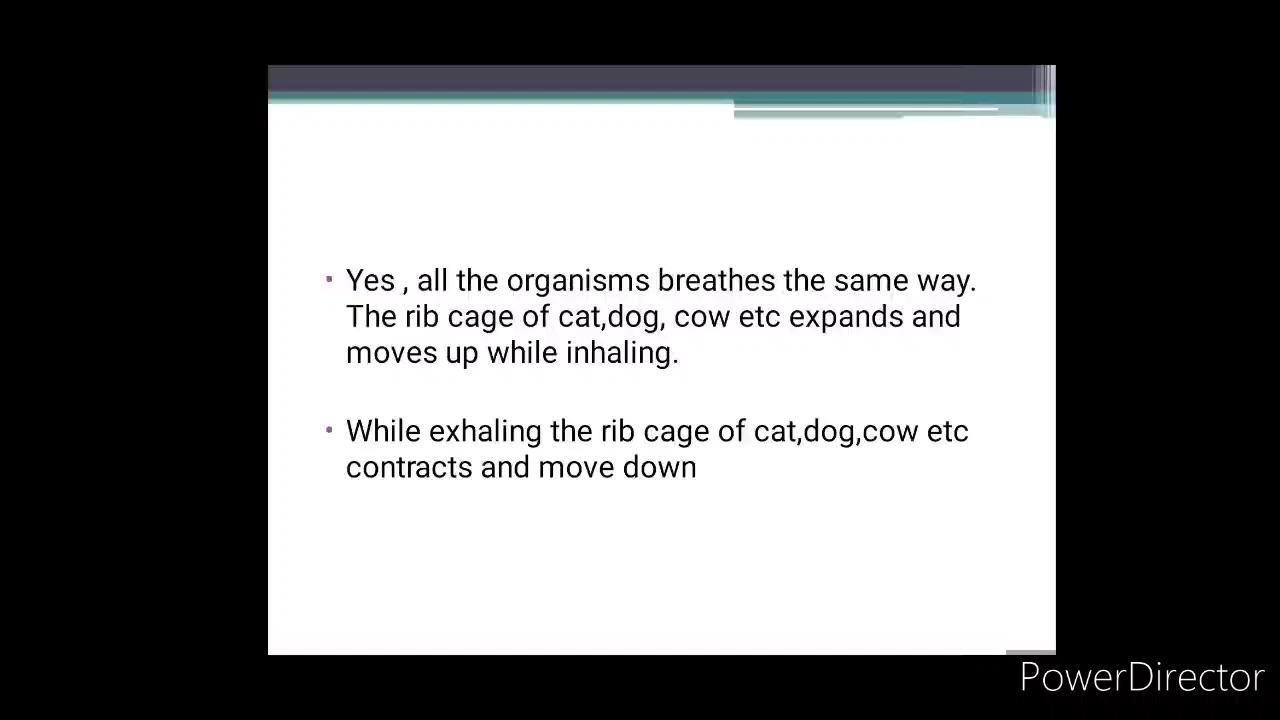 Yes , all the organisms breathes the same way.
The rib cage of cat,dog, cow etc expands and
moves up while inhaling.
While exhaling the rib cage of cat,dog,cow etc
contracts and move down
PowerDirector